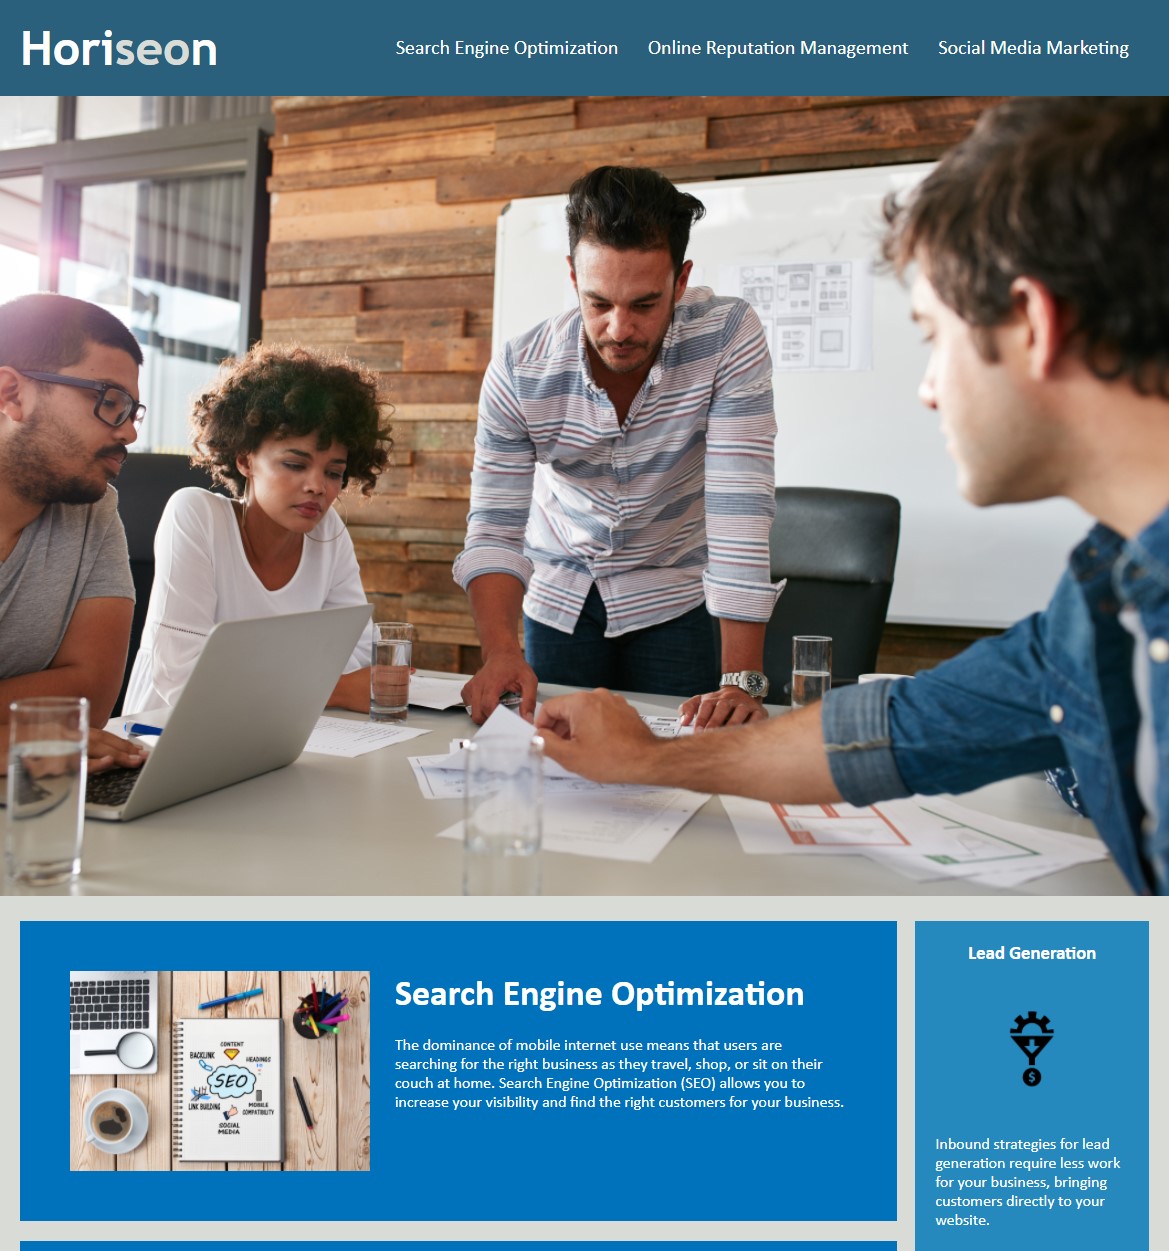 Horiseon
Search Engine Optimization
Online Reputation Management
Social Media Marketing
Search Engine Optimization
The dominance of mobile internet use means that users are
searching for the right business as they travel, shop, or sit on their
couch at home. Search Engine Optimization (SEO) allows you to
increase your visibility and find the right customers for your business.
CONTENT
BACKLINK
HEADINGS
SEO
LINK BUILDING
MOBILE
COMPATIBILITY
SOCIAL
MEDIA
Lead Generation
$
Inbound strategies for lead
generation require less work
for your business, bringing
customers directly to your
website.